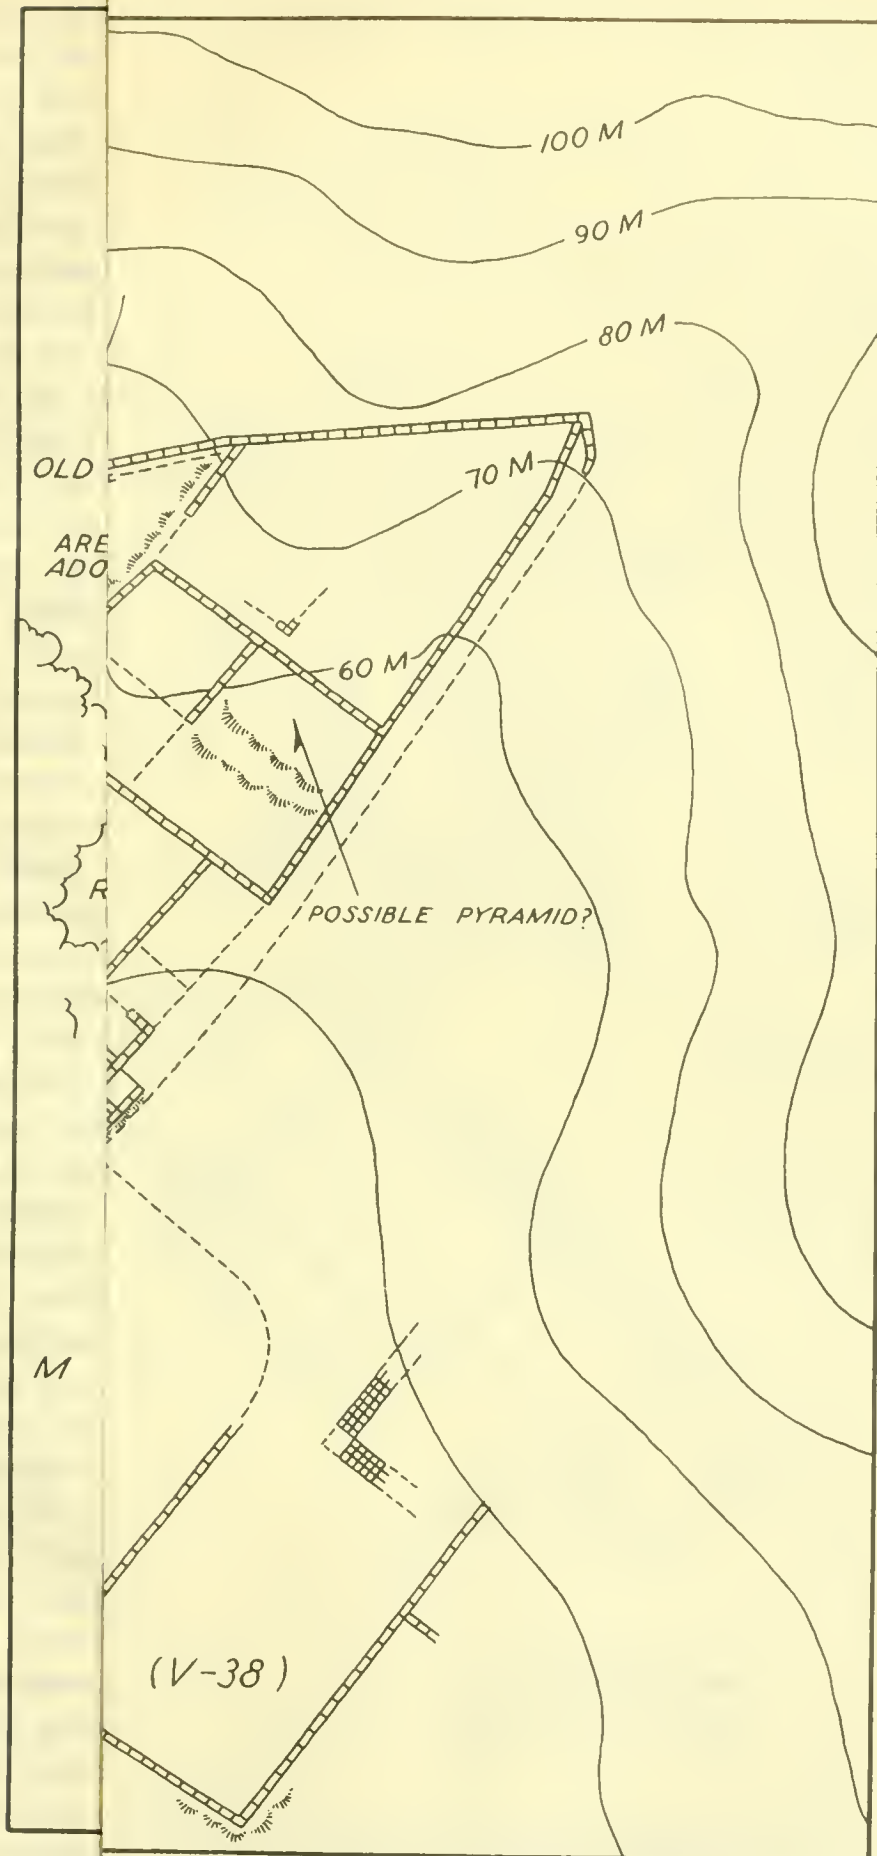 100 M
90 M
80 M
OLD
70 M
ARE
ADO
60 M
R
POSSIBLE PYRAMID?
M
(V-38)